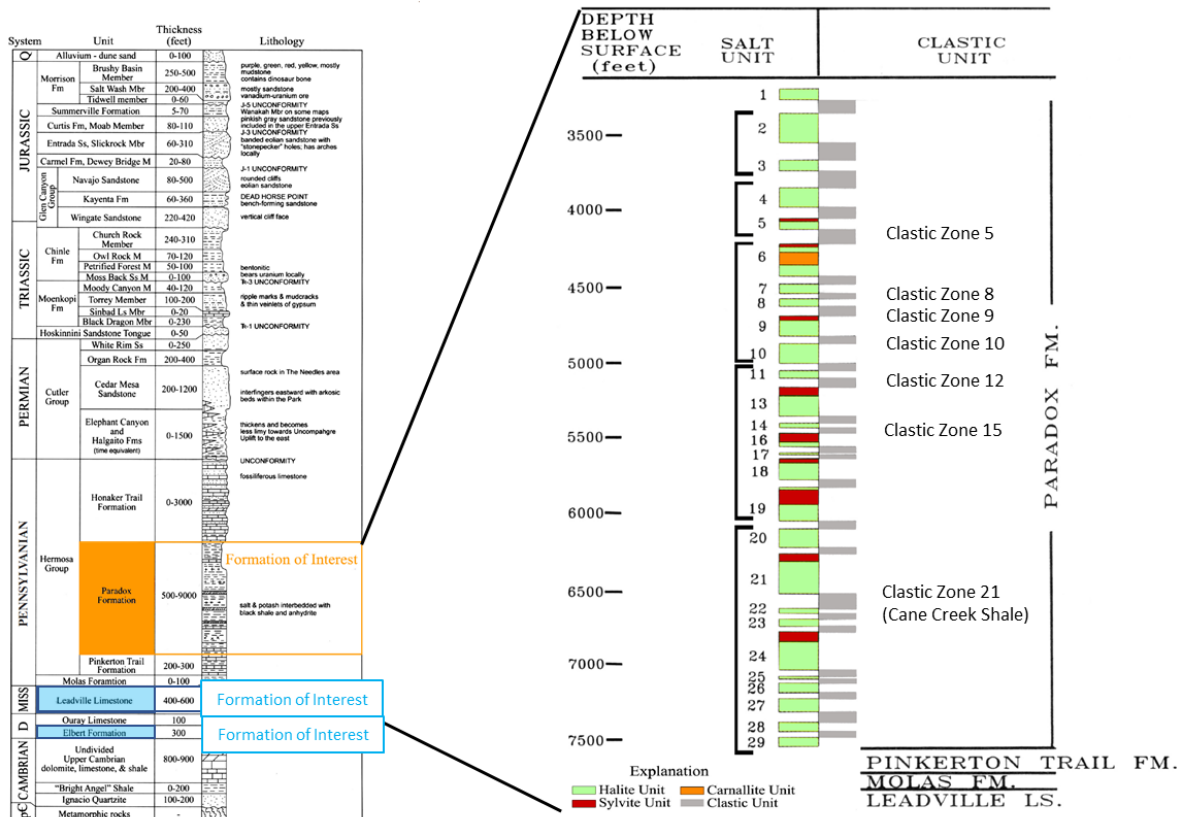 System
Unit
Thickness
(feet)
Lithology
Q
Alluvium - dune sand
0-100
JURASSIC
Morrison
Fm
Brushy Basin
Member
250-500
purple, green, red, yellow, mostly
mudstone
contains dinosaur bone
Salt Wash Mbr
200-400
mostly sandstone
vanadium-uranium ore
Tidwell member
0-60
J-5 UNCONFORMITY
Summerville Formation
5-70
Wanakah Mbr on some maps
Curtis Fm, Moab Member
80-110
pinkish gray sandstone previously
included in the upper Entrada Ss
J-3 UNCONFORMITY
Entrada Ss, Slickrock Mbr
60-310
banded eolian sandstone with
"stonepecker" holes; has arches
locally
Carmel Fm, Dewey Bridge M
20-80
J-1 UNCONFORMITY
Glen Canyon
Group
Navajo Sandstone
80-500
rounded cliffs
eolian sandstone
Kayenta Fm
60-360
DEAD HORSE POINT
bench-forming sandstone
Wingate Sandstone
220-420
vertical cliff face
TRIASSIC
Chinle
Fm
Church Rock
Member
240-310
Owl Rock M
70-120
Petrified Forest M
50-100
bentonitic
Moss Back Ss M
0-100
bears uranium locally
Ŧ-3 UNCONFORMITY
Moenkopi
Fm
Moody Canyon M
40-120
Torrey Member
100-200
ripple marks & mudcracks
& thin veinlets of gypsum
Sinbad Ls Mbr
0-20
Black Dragon Mbr
0-230
Ŧ-1 UNCONFORMITY
Hoskinnini Sandstone Tongue
0-50
PERMIAN
Cutler
Group
White Rim Ss
0-250
Organ Rock Fm
200-400
Cedar Mesa
Sandstone
200-1200
surface rock in The Needles area
interfingers eastward with arkosic
beds within the Park
Elephant Canyon
and
Halgaito Fms
(time equivalent)
0-1500
thickens and becomes
less limy towards Uncompahgre
Uplift to the east
UNCONFORMITY
PENNSYLVANIAN
Hermosa
Group
Honaker Trail
Formation
0-3000
fossiliferous limestone
Paradox
Formation
500-9000
Formation of Interest
salt & potash interbedded with
black shale and anhydrite
Pinkerton Trail
Formation
200-300
Molas Foramtion
0-100
MISS
Leadville Limestone
400-600
Formation of Interest
D
Ouray Limestone
100
Elbert Formation
300
Formation of Interest
CAMBRIAN
Undivided
Upper Cambrian
dolomite, limestone, & shale
800-900
"Bright Angel" Shale
0-200
Ignacio Quartzite
100-200
pC
Metamorphic rocks
-
DEPTH
BELOW
SURFACE
(feet)
SALT
UNIT
CLASTIC
UNIT
3500
4000
4500
5000
5500
6000
6500
7000
7500
1
2
3
4
5
6
7
8
9
10
11
13
14
16
17
18
19
20
21
22
23
24
25
26
27
28
29
Clastic Zone 5
Clastic Zone 8
Clastic Zone 9
Clastic Zone 10
Clastic Zone 12
Clastic Zone 15
Clastic Zone 21
(Cane Creek Shale)
PARADOX FM.
PINKERTON TRAIL FM.
MOLAS FM.
LEADVILLE LS.
Explanation
Halite Unit
Carnallite Unit
Sylvite Unit
Clastic Unit